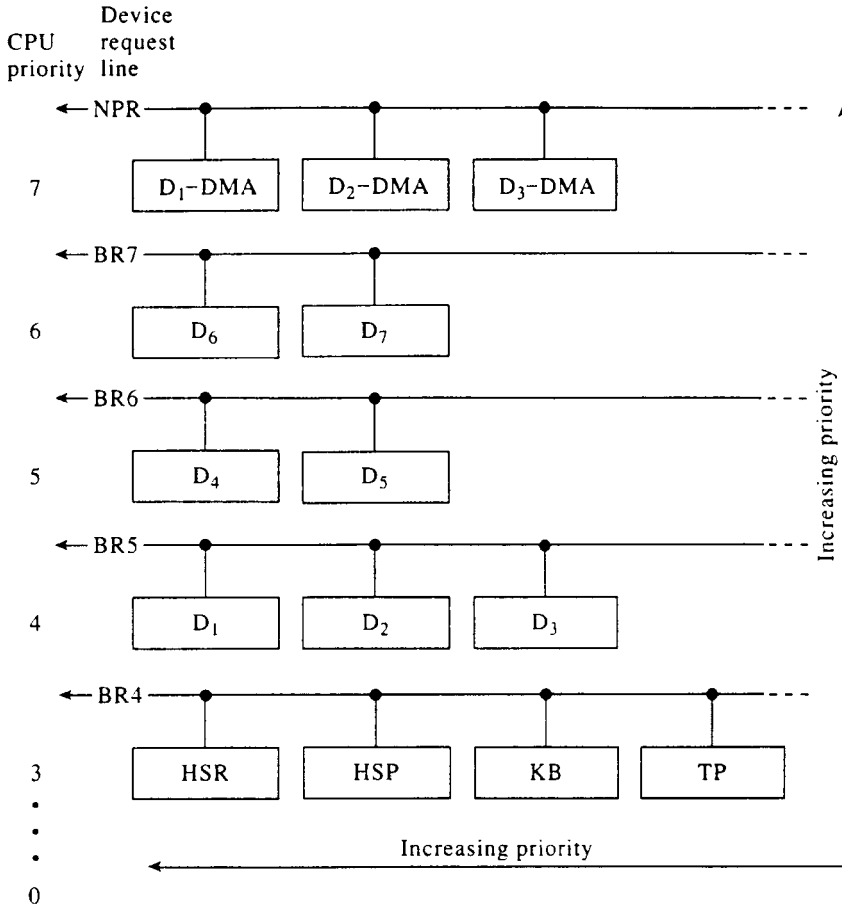 Device
CPU request
priority line
NPR
D₁-DMA D₂-DMA D₃-DMA
7
BR7
D₆ D₇
6
BR6
D₄ D₅
5
BR5
D₁ D₂ D₃
4
BR4
HSR HSP KB TP
3
Increasing priority
Increasing priority
0